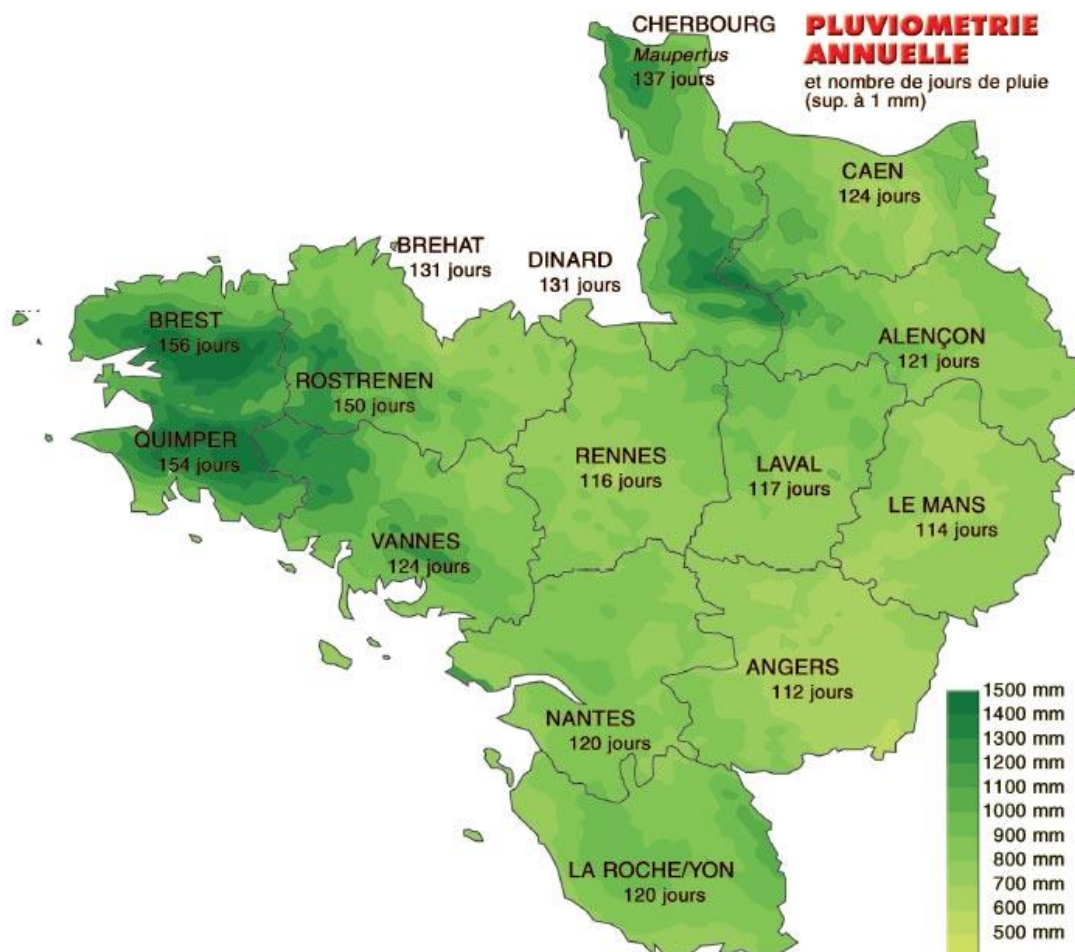 PLUVIOMETRIE
ANNUELLE
et nombre de jours de pluie
(sup. à 1 mm)
CHERBOURG
Maupertus
137 jours
CAEN
124 jours
BREHAT
131 jours
DINARD
131 jours
BREST
156 jours
ALENÇON
121 jours
ROSTRENEN
150 jours
QUIMPER
154 jours
RENNES
116 jours
LAVAL
117 jours
LE MANS
114 jours
VANNES
124 jours
ANGERS
112 jours
NANTES
120 jours
LA ROCHE/YON
120 jours
1500 mm
1400 mm
1300 mm
1200 mm
1100 mm
1000 mm
900 mm
800 mm
700 mm
600 mm
500 mm